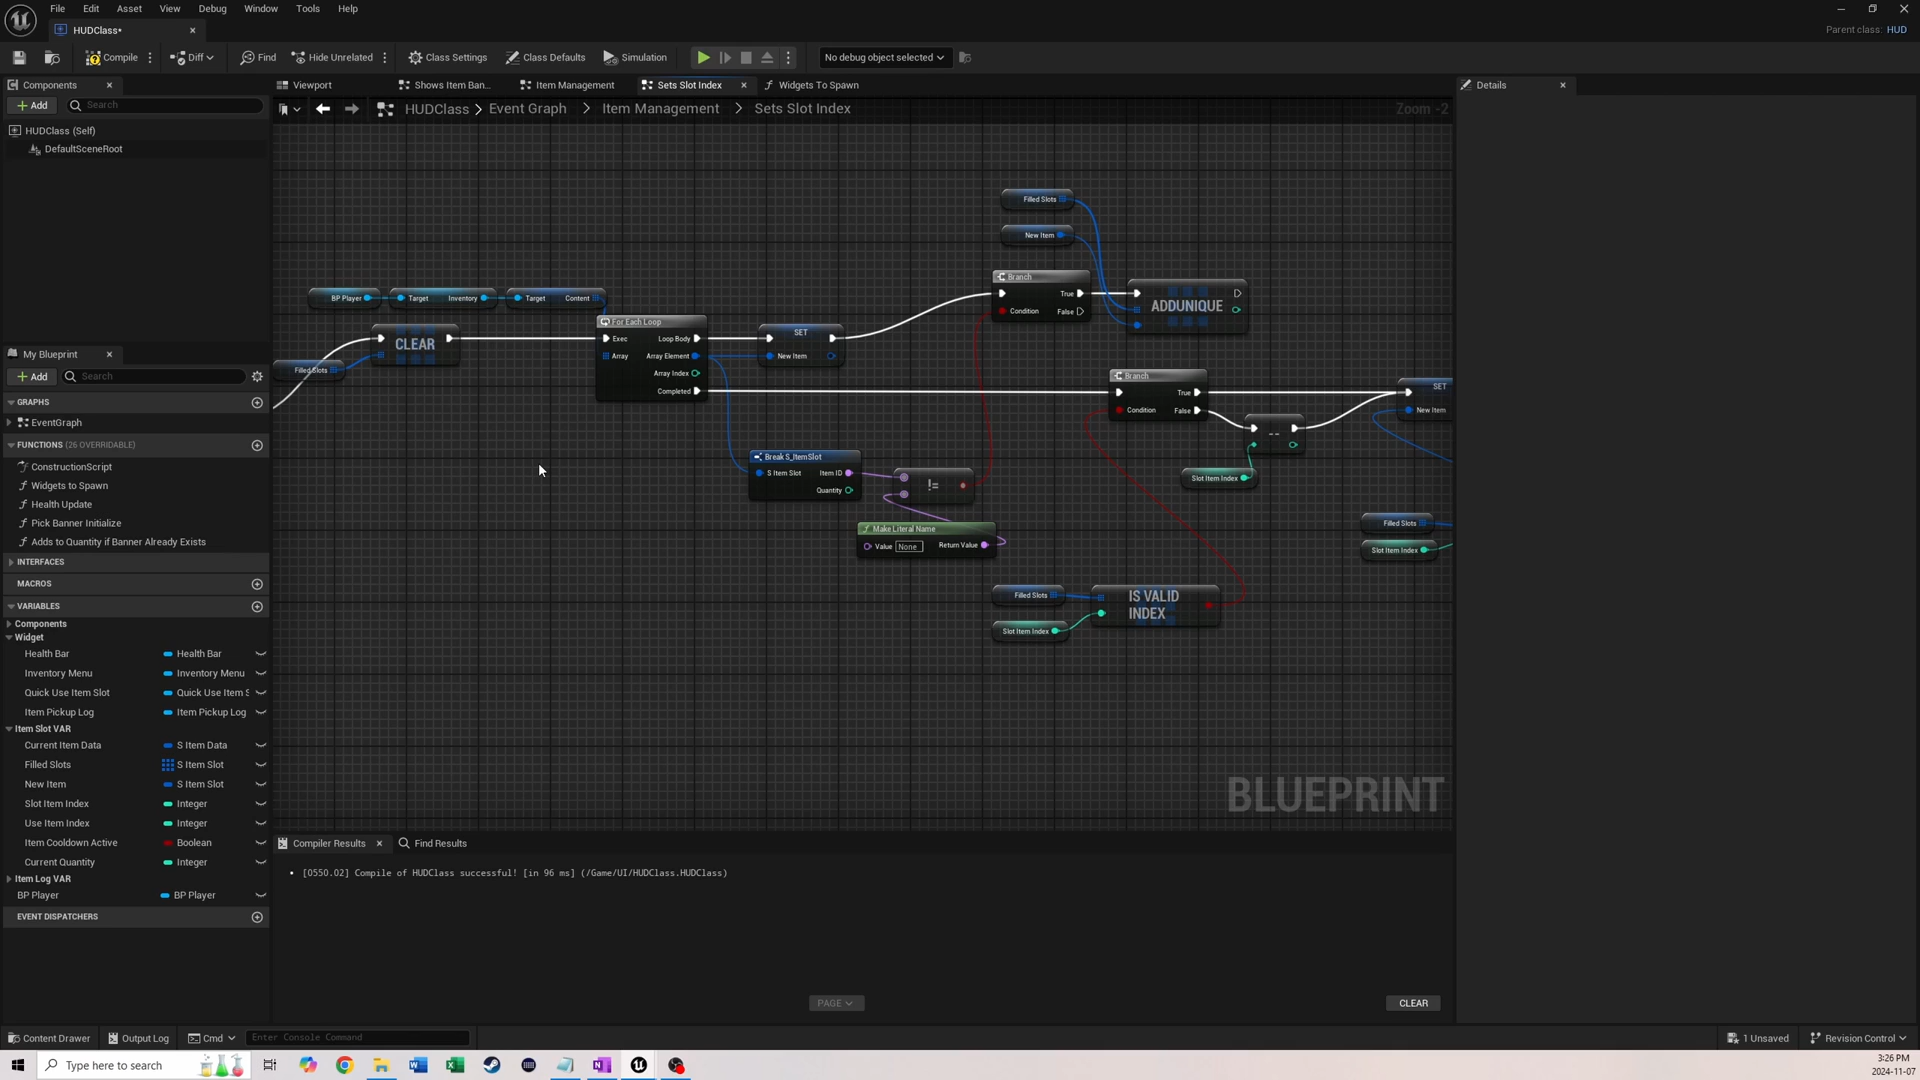 File Edit Asset View Debug Window Tools Help
HUDClass•
Parent class: HUD
Compile Diff Find Hide Unrelated Class Settings Class Defaults Simulation No debug object selected
Components
Add Search
HUDClass (Self)
DefaultSceneRoot
Viewport Shows Item Ban... Item Management Sets Slot Index Widgets To Spawn
HUDClass > Event Graph > Item Management > Sets Slot Index
Zoom -2
Details
My Blueprint
Add Search
GRAPHS
EventGraph
FUNCTIONS (26 OVERRIDABLE)
ConstructionScript
Widgets to Spawn
Health Update
Pick Banner Initialize
Adds to Quantity if Banner Already Exists
INTERFACES
MACROS
VARIABLES
Components
Widget
Health Bar Health Bar
Inventory Menu Inventory Menu
Quick Use Item Slot Quick Use Item S
Item Pickup Log Item Pickup Log
Item Slot VAR
Current Item Data S Item Data
Filled Slots S Item Slot
New Item S Item Slot
Slot Item Index Integer
Use Item Index Integer
Item Cooldown Active Boolean
Current Quantity Integer
Item Log VAR
BP Player BP Player
EVENT DISPATCHERS
Filled Slots
New Item
Branch
True
Condition False
ADDUNIQUE
BP Player Target Inventory Target Content
CLEAR
Filled Slots
For Each Loop
Exec Loop Body
Array Array Element
Array Index
Completed
SET
New Item
Branch
True
Condition False
--
Slot Item Index
SET
New Item
Break S_ItemSlot
S Item Slot Item ID
Quantity
!=
Make Literal Name
Value None Return Value
Filled Slots
Slot Item Index
Filled Slots
Slot Item Index
IS VALID
INDEX
BLUEPRINT
Compiler Results Find Results
• [0550.02] Compile of HUDClass successful! [in 96 ms] (/Game/UI/HUDClass.HUDClass)
PAGE
CLEAR
Content Drawer Output Log Cmd Enter Console Command
1 Unsaved Revision Control
Type here to search
3:26 PM
2024-11-07